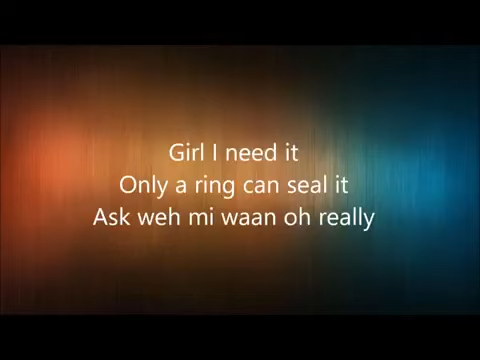 Girl I need it
Only a ring can seal it
Ask weh mi waan oh really